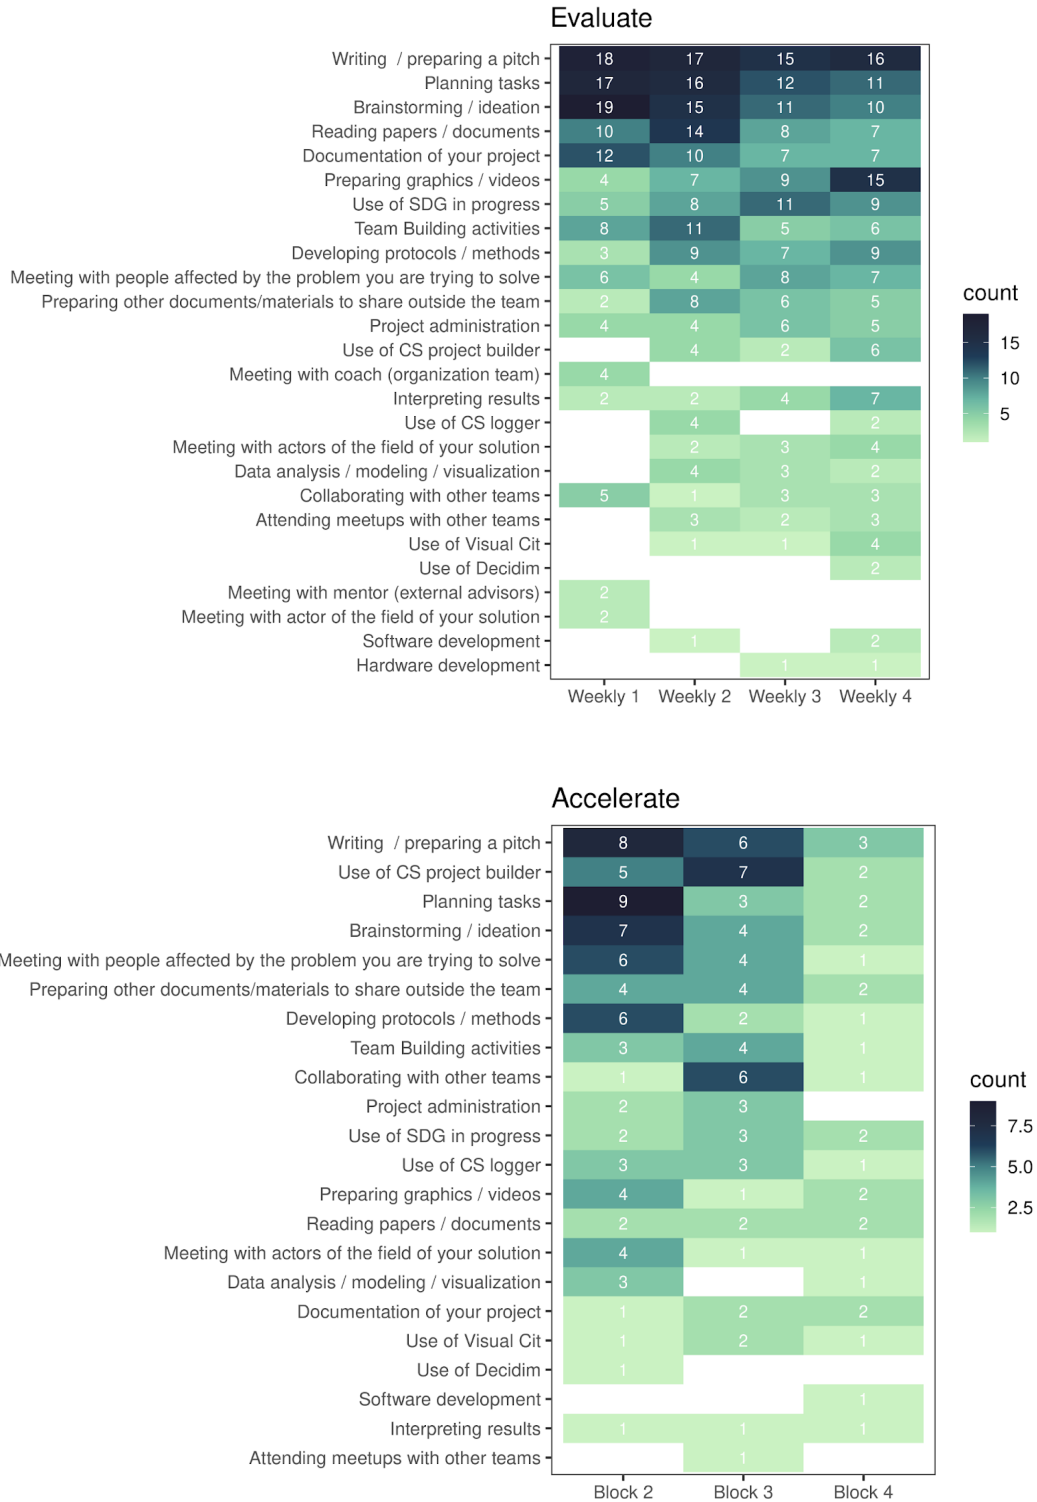 Evaluate
Writing / preparing a pitch 18 17 15 16
Planning tasks 17 16 12 11
Brainstorming / ideation 19 15 11 10
Reading papers / documents 10 14 8 7
Documentation of your project 12 10 7 7
Preparing graphics / videos 4 7 9 15
Use of SDG in progress 5 8 11 9
Team Building activities 8 11 5 6
Developing protocols / methods 3 9 7 9
Meeting with people affected by the problem you are trying to solve 6 4 8 7
Preparing other documents/materials to share outside the team 2 8 6 5
Project administration 4 4 6 5
Use of CS project builder 4 2 6
Meeting with coach (organization team) 4
Interpreting results 2 2 4 7
Use of CS logger 4 2
Meeting with actors of the field of your solution 2 3 4
Data analysis / modeling / visualization 4 3 2
Collaborating with other teams 5 1 3 3
Attending meetups with other teams 3 2 3
Use of Visual Cit 1 1 4
Use of Decidim 2
Meeting with mentor (external advisors) 2
Meeting with actor of the field of your solution 2
Software development 1 2
Hardware development 1 1
Weekly 1 Weekly 2 Weekly 3 Weekly 4
count
15
10
5
Accelerate
Writing / preparing a pitch 8 6 3
Use of CS project builder 5 7 2
Planning tasks 9 3 2
Brainstorming / ideation 7 4 2
Meeting with people affected by the problem you are trying to solve 6 4 1
Preparing other documents/materials to share outside the team 4 4 2
Developing protocols / methods 6 2 1
Team Building activities 3 4 1
Collaborating with other teams 1 6 1
Project administration 2 3
Use of SDG in progress 2 3 2
Use of CS logger 3 3 1
Preparing graphics / videos 4 1 2
Reading papers / documents 2 2 2
Meeting with actors of the field of your solution 4 1 1
Data analysis / modeling / visualization 3 1
Documentation of your project 1 2 2
Use of Visual Cit 1 2 1
Use of Decidim 1
Software development 1
Interpreting results 1 1 1
Attending meetups with other teams 1
Block 2 Block 3 Block 4
count
7.5
5.0
2.5